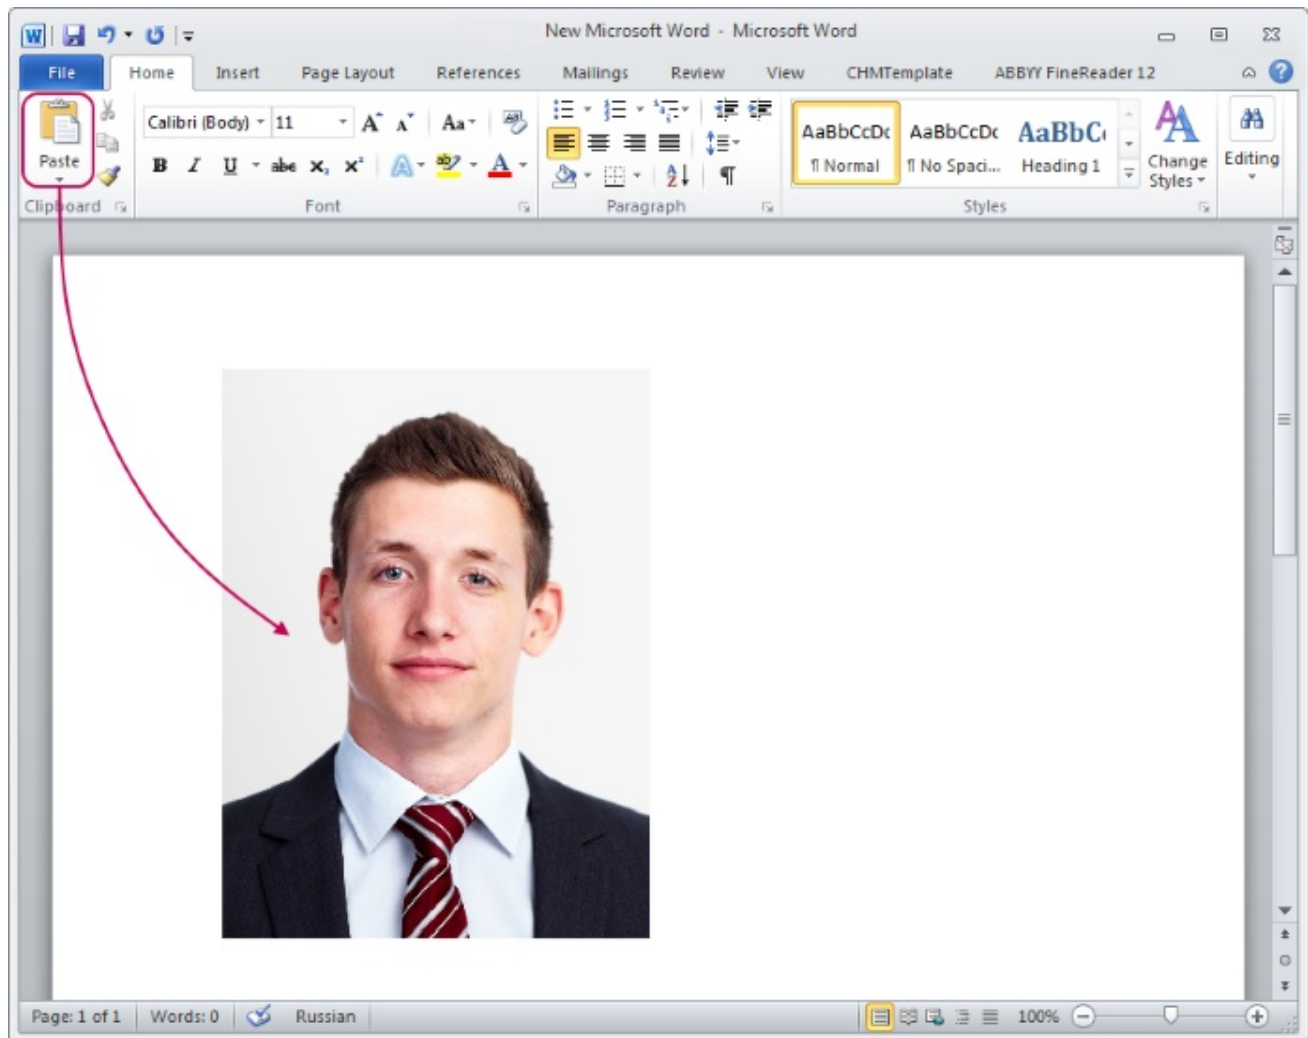 New Microsoft Word - Microsoft Word
File Home Insert Page Layout References Mailings Review View CHMTemplate ABBYY FineReader 12
Paste
Clipboard
Calibri (Body) 11
Font
Paragraph
AaBbCcDc AaBbCcDc AaBbC
¶ Normal ¶ No Spaci... Heading 1
Styles
Change
Styles
Editing
Page: 1 of 1 Words: 0 Russian 100%